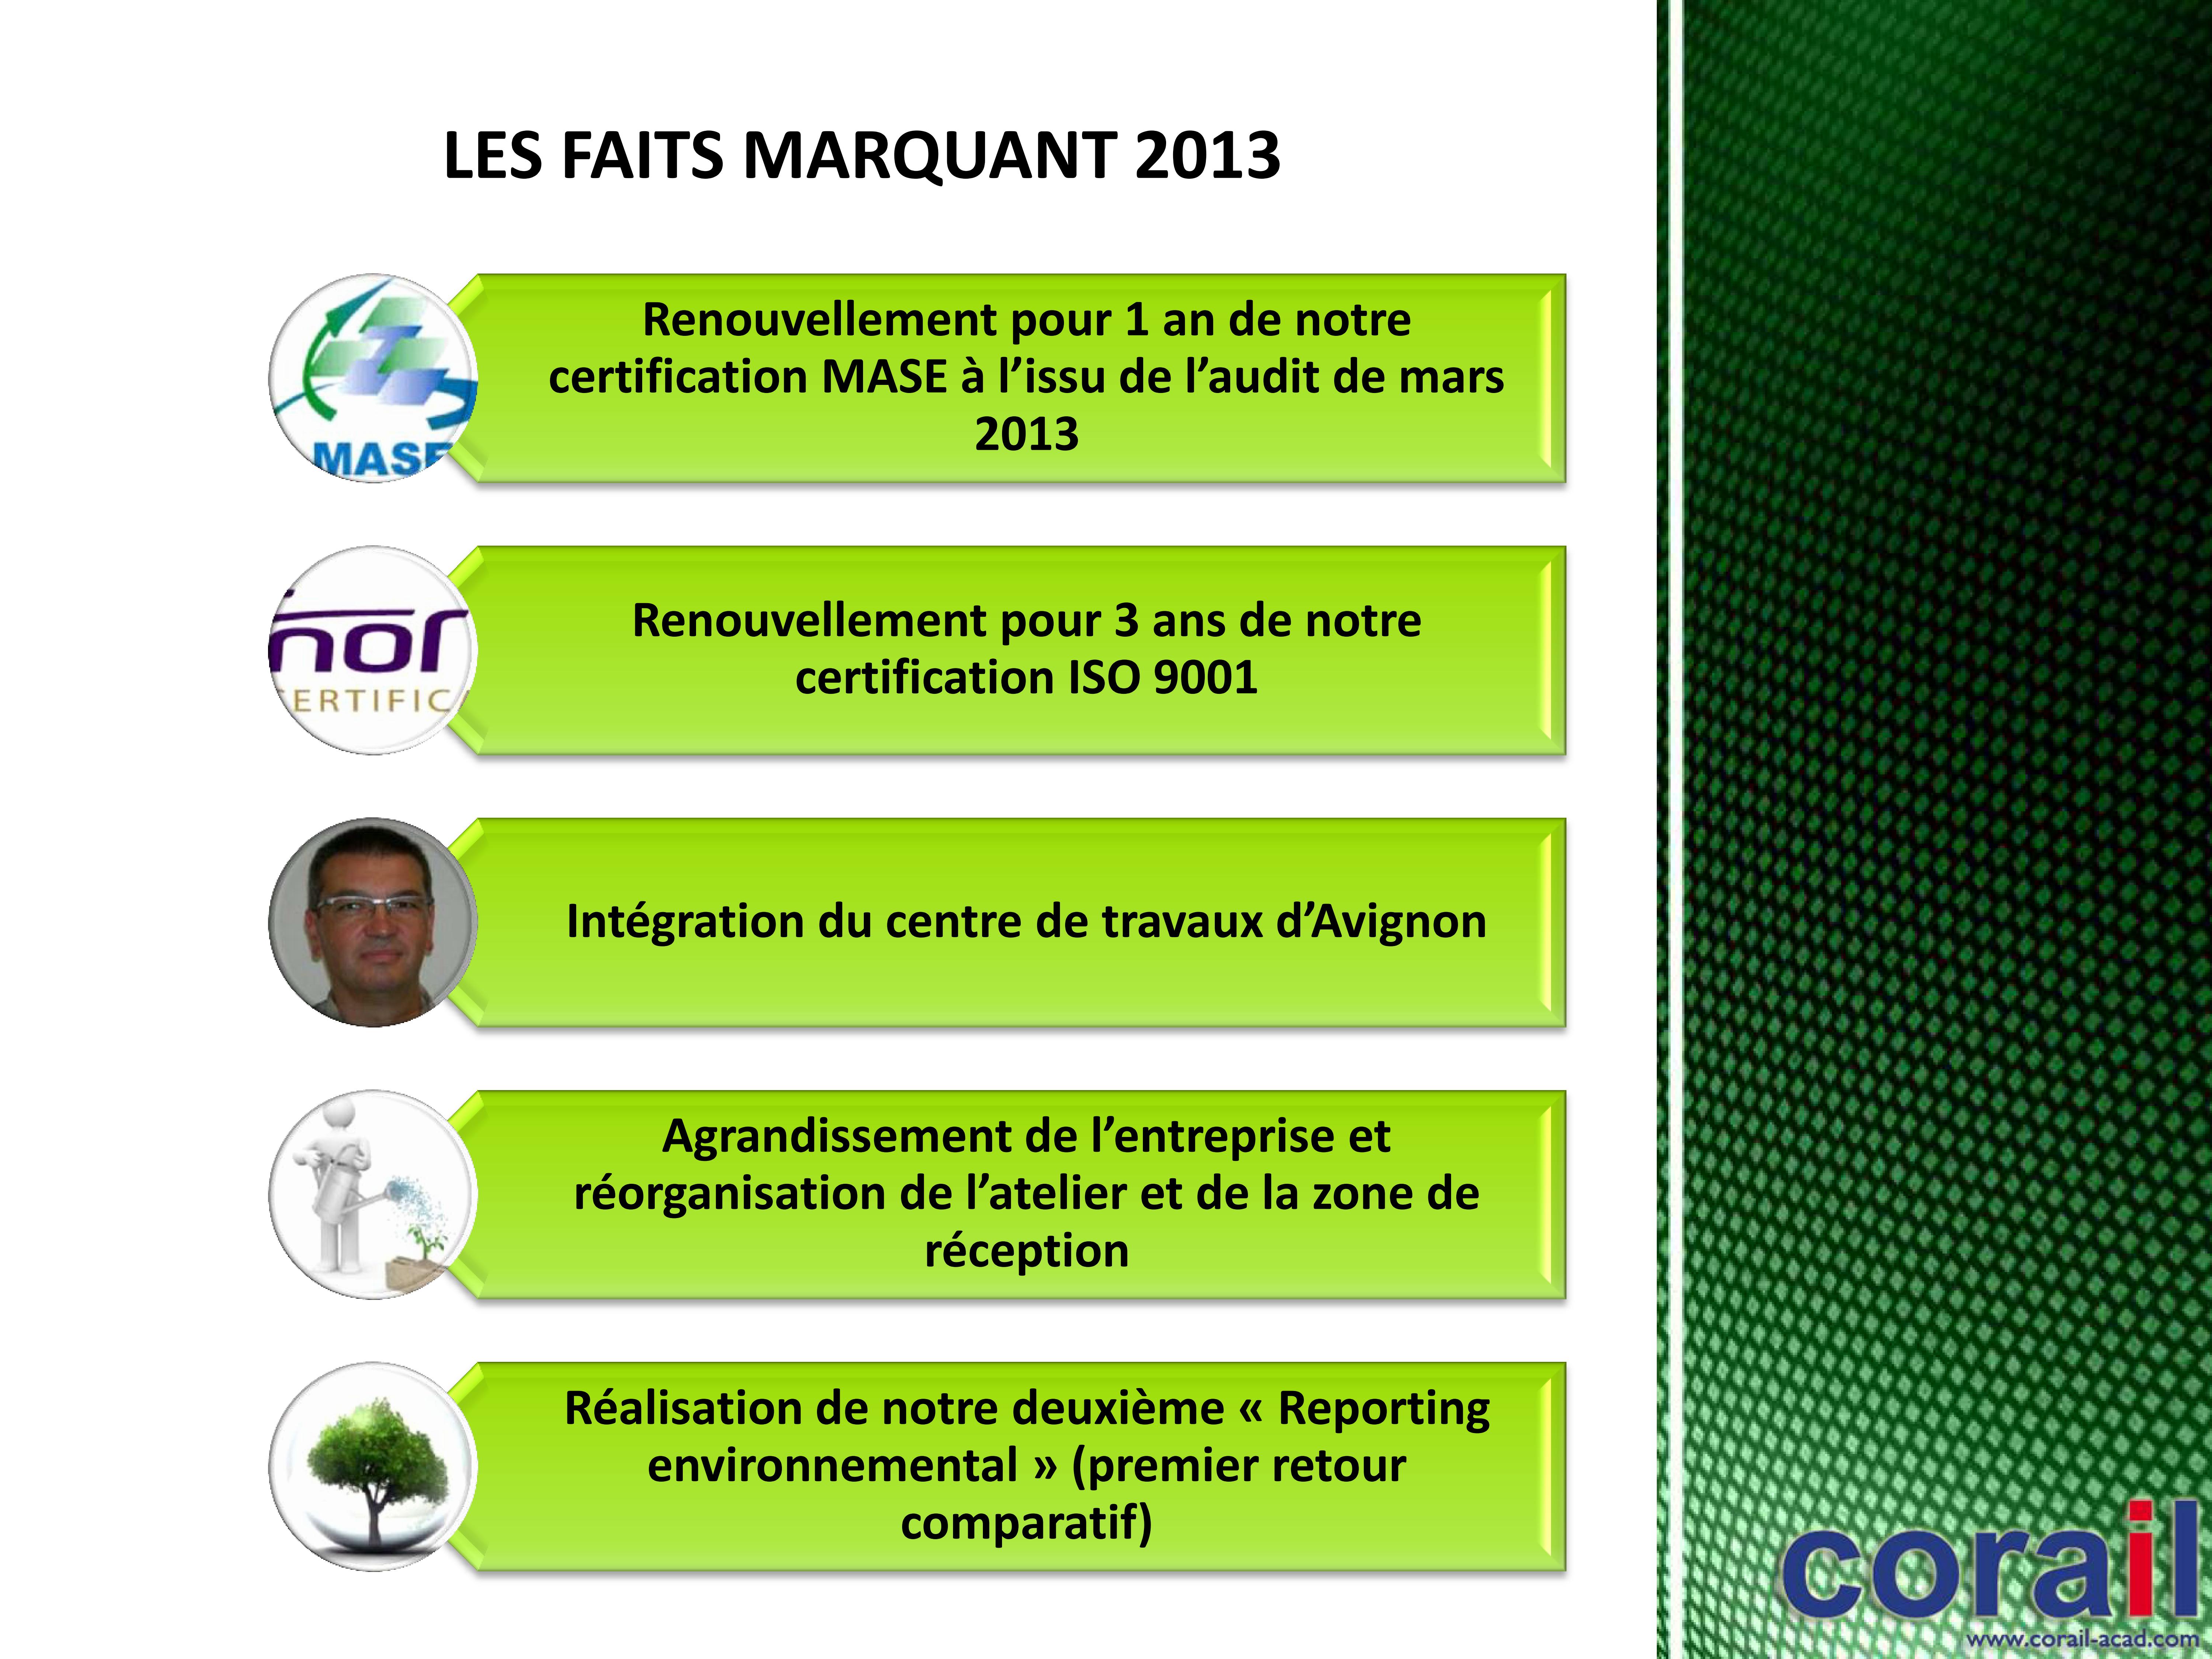 LES FAITS MARQUANT 2013
Renouvellement pour 1 an de notre
certification MASE à l’issu de l’audit de mars
2013
MASE
Renouvellement pour 3 ans de notre
certification ISO 9001
nor
ERTIFIC
Intégration du centre de travaux d’Avignon
Agrandissement de l’entreprise et
réorganisation de l’atelier et de la zone de
réception
Réalisation de notre deuxième « Reporting
environnemental » (premier retour
comparatif)
corail
www.corail-acad.com